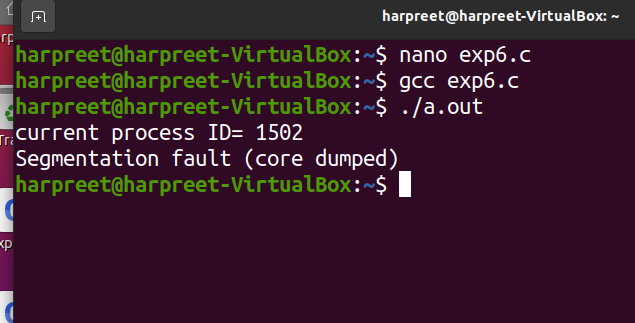 harpreet@harpreet-VirtualBox: ~
harpreet@harpreet-VirtualBox:~$ nano exp6.c
harpreet@harpreet-VirtualBox:~$ gcc exp6.c
harpreet@harpreet-VirtualBox:~$ ./a.out
current process ID= 1502
Segmentation fault (core dumped)
harpreet@harpreet-VirtualBox:~$